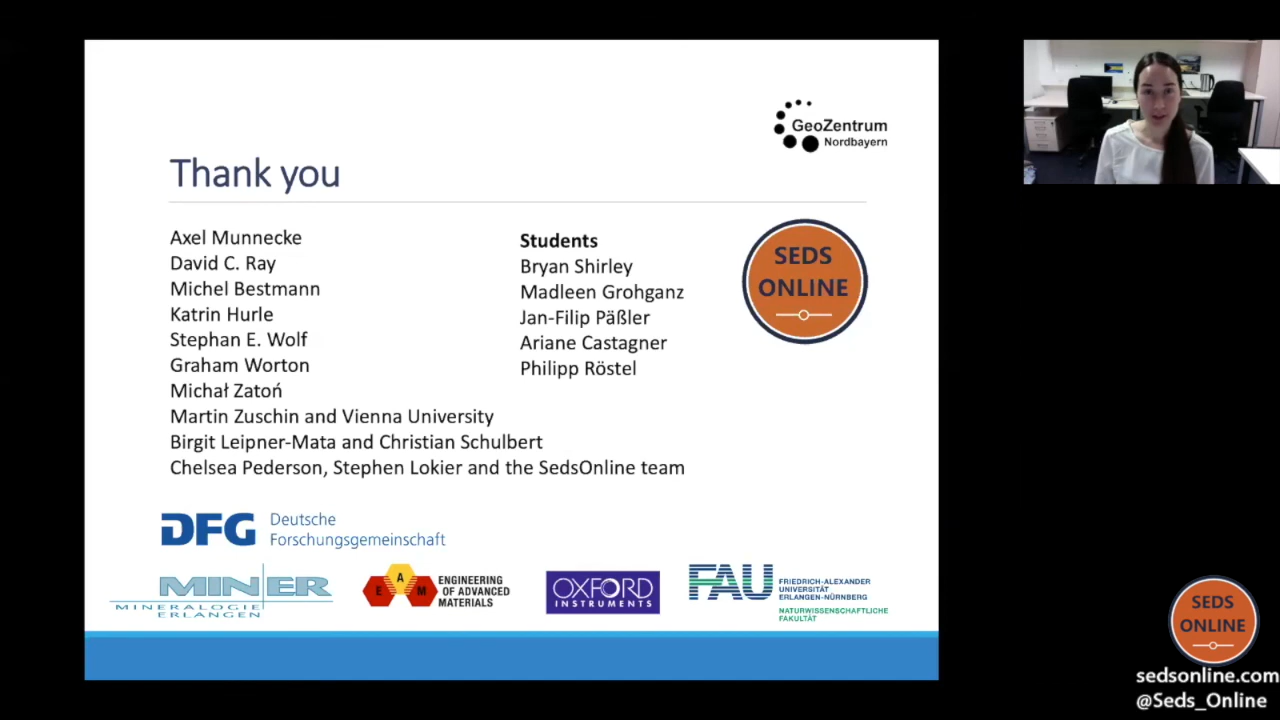 GeoZentrum
Nordbayern
Thank you
Axel Munnecke
David C. Ray
Michel Bestmann
Katrin Hurle
Stephan E. Wolf
Graham Worton
Michał Zatoń
Martin Zuschin and Vienna University
Birgit Leipner-Mata and Christian Schulbert
Chelsea Pederson, Stephen Lokier and the SedsOnline team
Students
Bryan Shirley
Madleen Grohganz
Jan-Filip Päßler
Ariane Castagner
Philipp Röstel
SEDS
ONLINE
DFG
Deutsche
Forschungsgemeinschaft
MINER
MINERALOGIE
ERLANGEN
E A M
ENGINEERING
OF ADVANCED
MATERIALS
OXFORD
INSTRUMENTS
FAU
FRIEDRICH-ALEXANDER
UNIVERSITÄT
ERLANGEN-NÜRNBERG
NATURWISSENSCHAFTLICHE
FAKULTÄT
SEDS
ONLINE
sedsonline.com
@Seds_Online